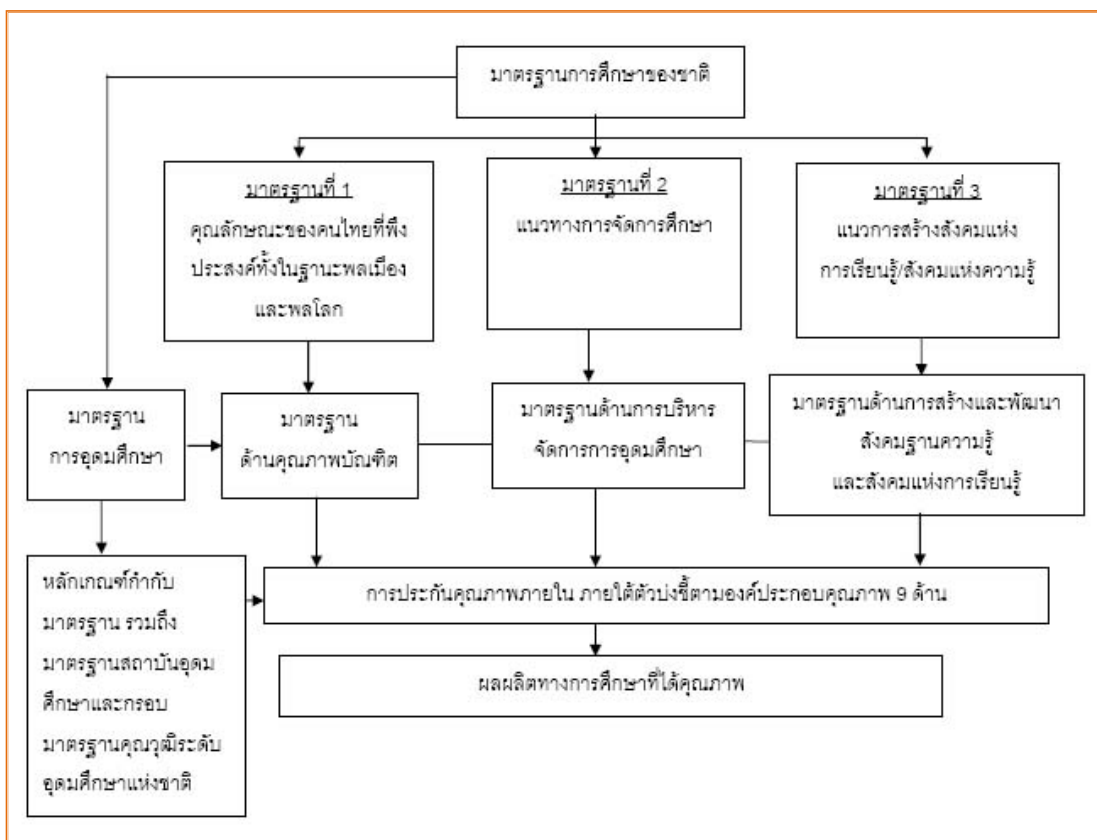 มาตรฐานการศึกษาของชาติ
มาตรฐานที่ 1
คุณลักษณะของคนไทยที่พึง
ประสงค์ทั้งในฐานะพลเมือง
และพลโลก
มาตรฐานที่ 2
แนวทางการจัดการศึกษา
มาตรฐานที่ 3
แนวการสร้างสังคมแห่ง
การเรียนรู้/สังคมแห่งความรู้
มาตรฐาน
การอุดมศึกษา
มาตรฐาน
ด้านคุณภาพบัณฑิต
มาตรฐานด้านการบริหาร
จัดการการอุดมศึกษา
มาตรฐานด้านการสร้างและพัฒนา
สังคมฐานความรู้
และสังคมแห่งการเรียนรู้
หลักเกณฑ์กำกับ
มาตรฐาน รวมถึง
มาตรฐานสถาบันอุดม
ศึกษาและกรอบ
มาตรฐานคุณวุฒิระดับ
อุดมศึกษาแห่งชาติ
การประกันคุณภาพภายใน ภายใต้ตัวบ่งชี้ตามองค์ประกอบคุณภาพ 9 ด้าน
ผลผลิตทางการศึกษาที่ได้คุณภาพ